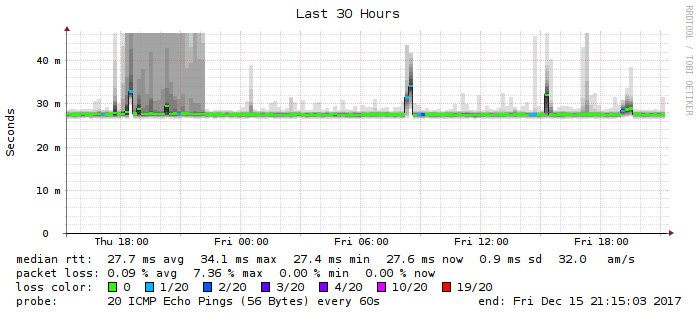 Last 30 Hours
RRDTOOL / TOBI OETIKER
Seconds
40 m
30 m
20 m
10 m
0
Thu 18:00 Fri 00:00 Fri 06:00 Fri 12:00 Fri 18:00
median rtt: 27.7 ms avg 34.1 ms max 27.4 ms min 27.6 ms now 0.9 ms sd 32.0 am/s
packet loss: 0.09 % avg 7.36 % max 0.00 % min 0.00 % now
loss color: 0 1/20 2/20 3/20 4/20 10/20 19/20
probe: 20 ICMP Echo Pings (56 Bytes) every 60s end: Fri Dec 15 21:15:03 2017